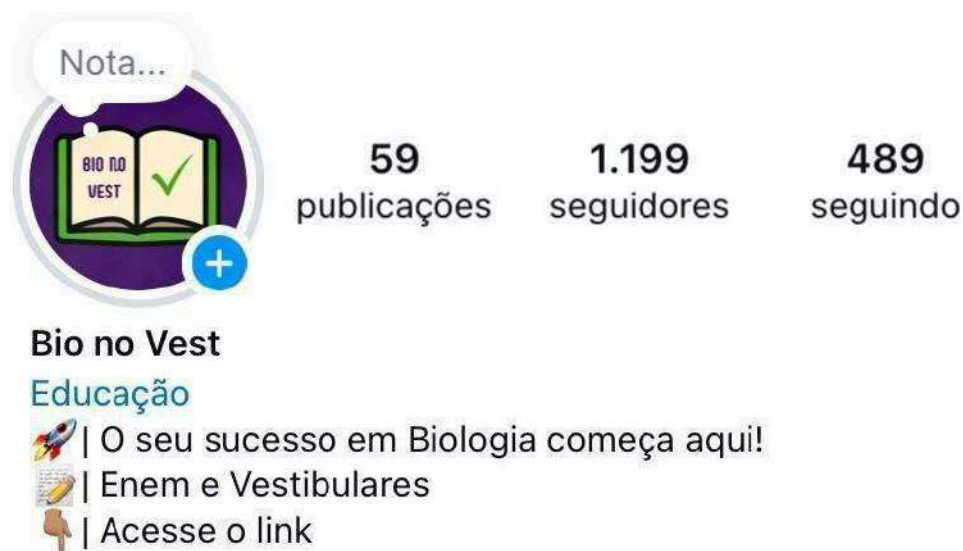 Nota...
BIO NO
VEST
59 1.199 489
publicações seguidores seguindo
Bio no Vest
Educação
🚀| O seu sucesso em Biologia começa aqui!
📝| Enem e Vestibulares
👇🏽| Acesse o link